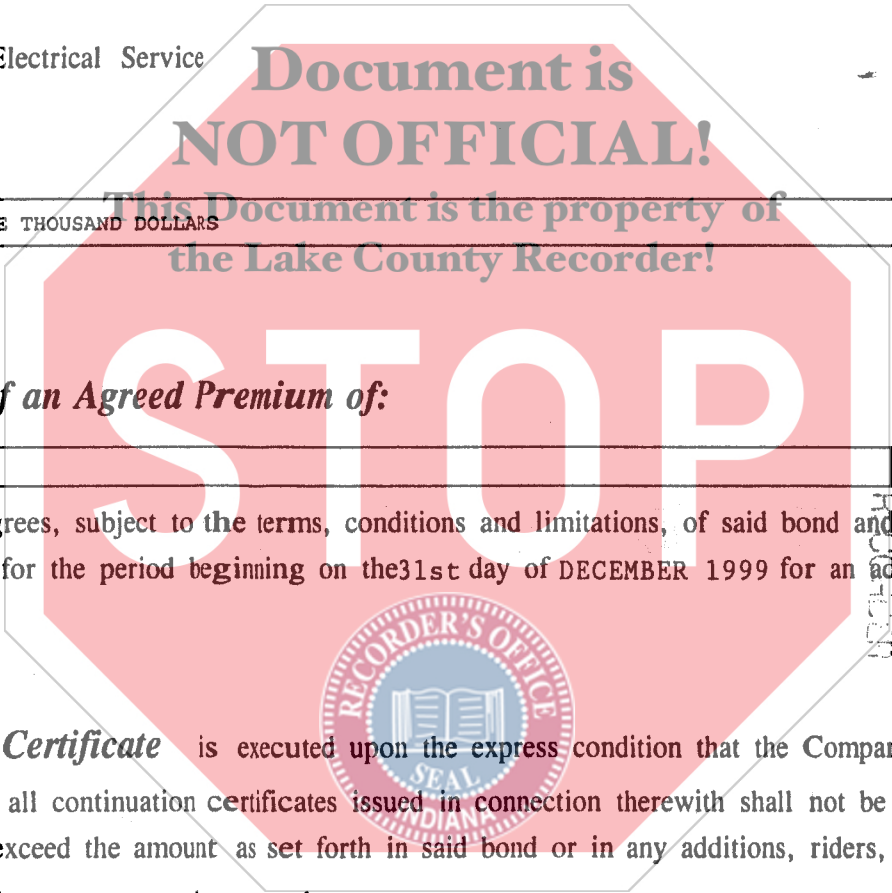 Electrical Service
Document is
NOT OFFICIAL!
This Document is the property of
THOUSAND DOLLARS
the Lake County Recorder!
STOP
an Agreed Premium of:
subject to the terms, conditions and limitations, of said bond and
for the period beginning on the31st day of DECEMBER 1999 for an
RECORDER'S OFFICE
SEAL
INDIANA
Certificate is executed upon the express condition that the
all continuation certificates issued in connection therewith shall not be
exceed the amount as set forth in said bond or in any additions, riders,